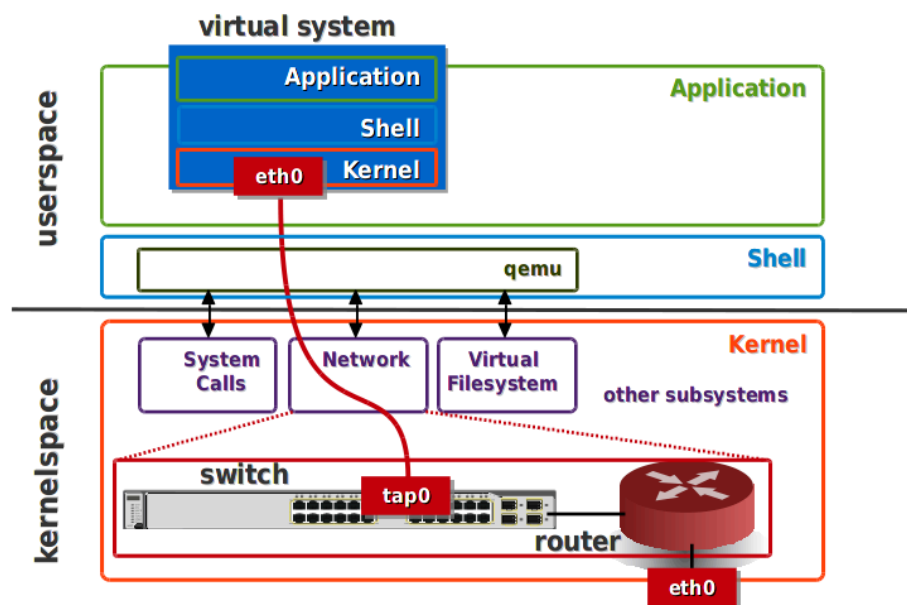 virtual system
Application
Shell
Kernel
eth0
Application
userspace
qemu
Shell
Kernel
System
Calls
Network
Virtual
Filesystem
other subsystems
kernelspace
switch
tap0
router
eth0